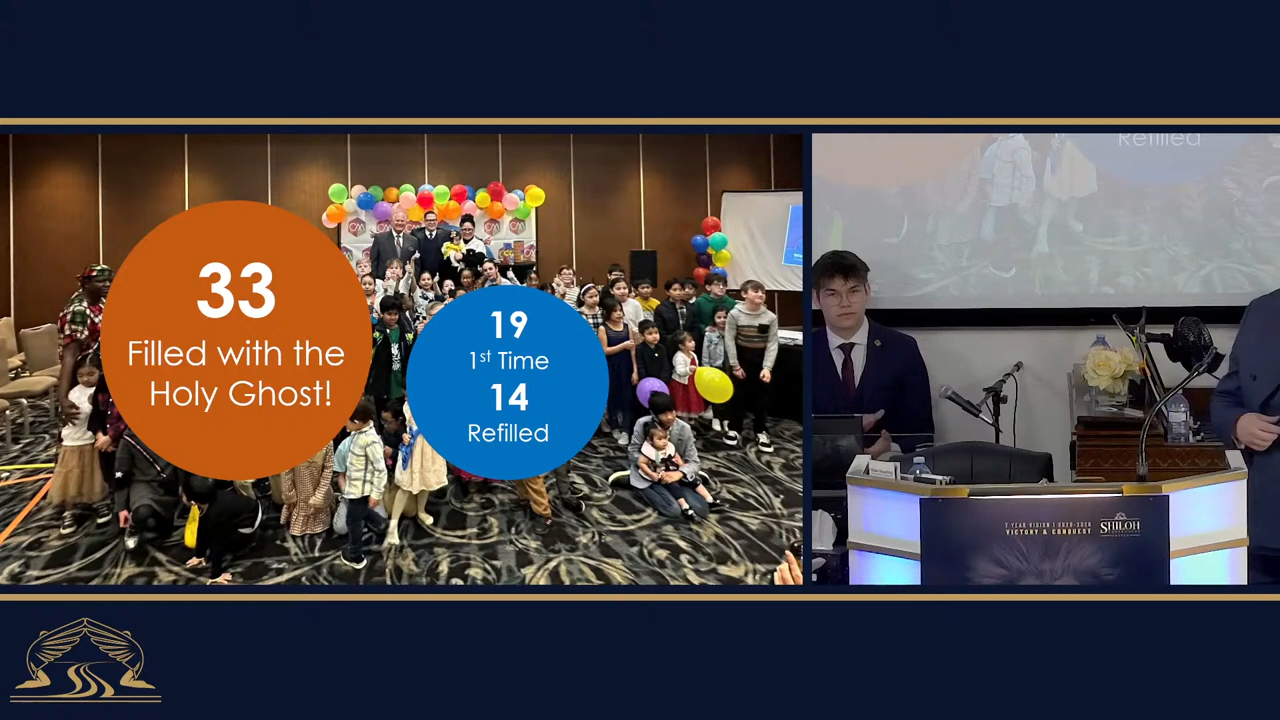 33
Filled with the
Holy Ghost!
19
1st Time
14
Refilled
Refilled
VICTORY & CONQUEST
SHILOH